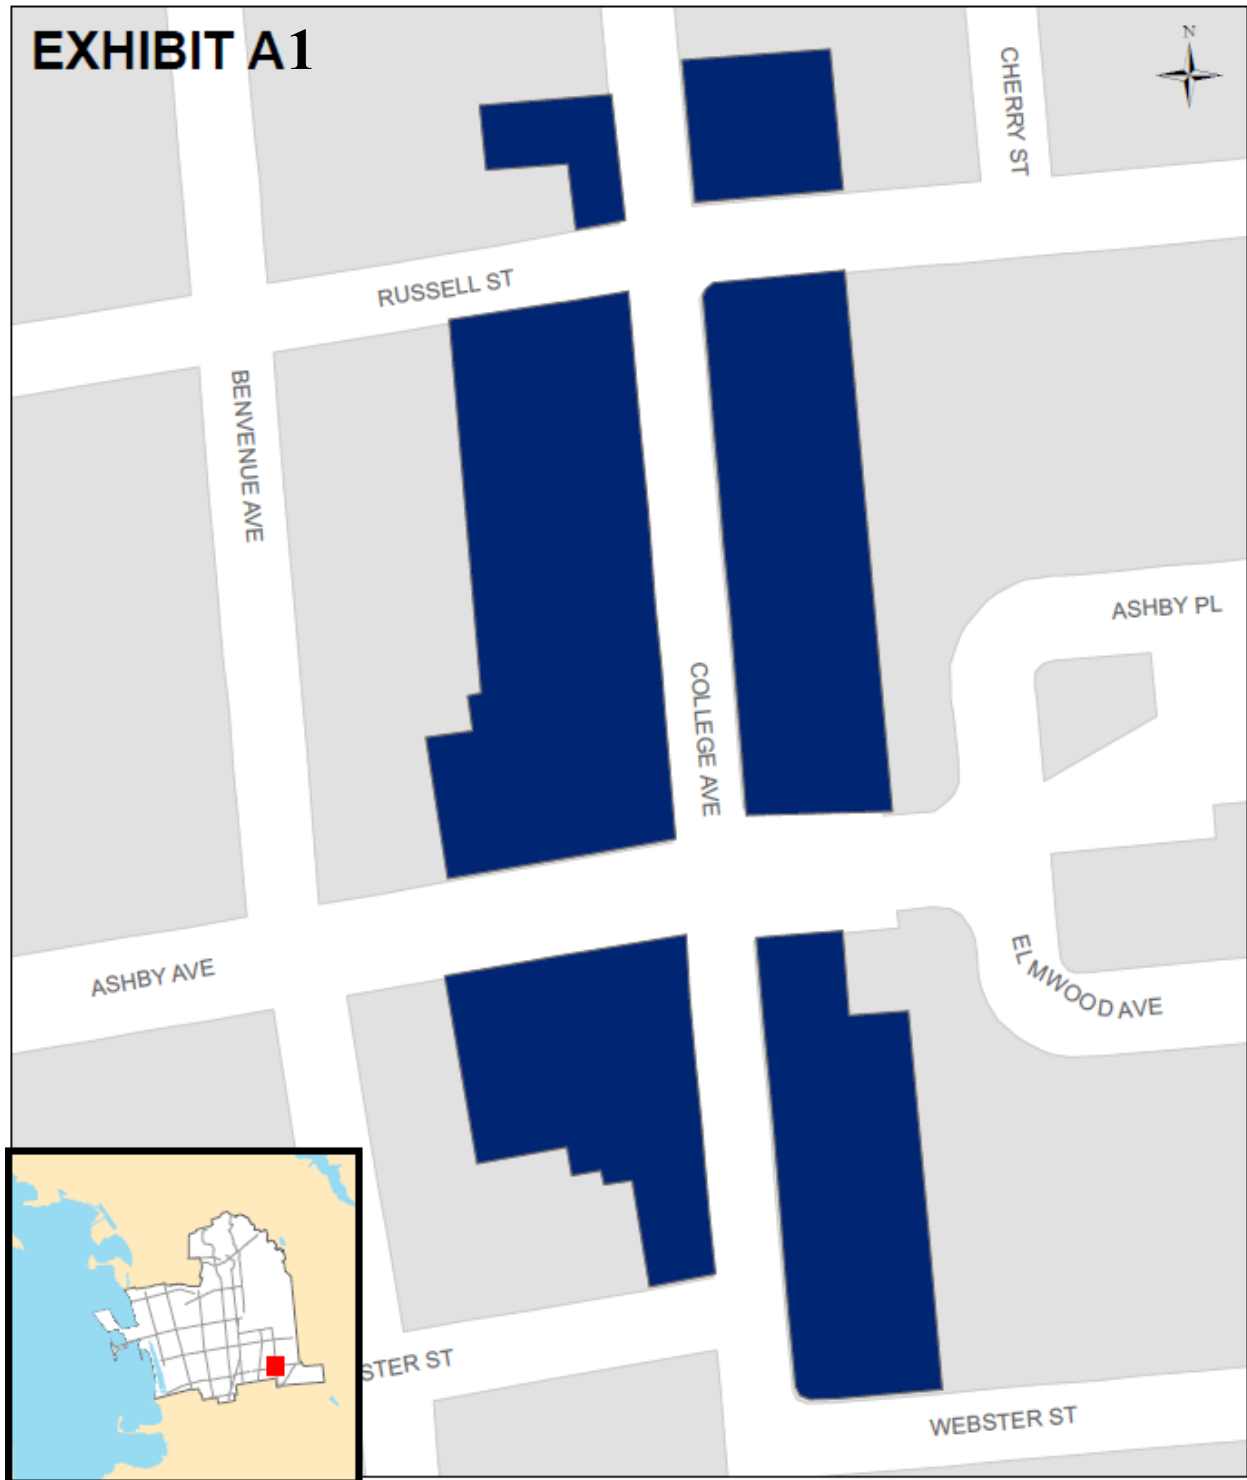 EXHIBIT A1
N
CHERRY ST
RUSSELL ST
BENVENUE AVE
ASHBY PL
COLLEGE AVE
ASHBY AVE
ELMWOOD AVE
STER ST
WEBSTER ST